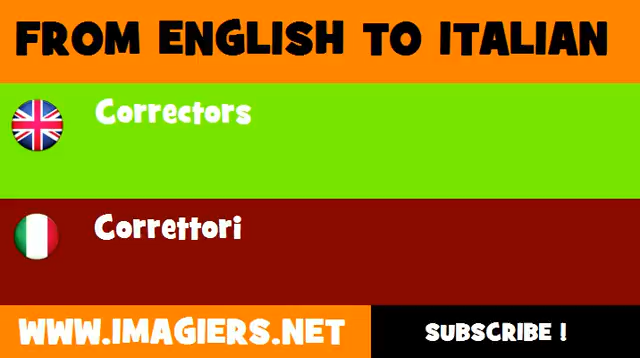 FROM ENGLISH TO ITALIAN
Correctors
Correttori
WWW.IMAGIERS.NET
SUBSCRIBE !